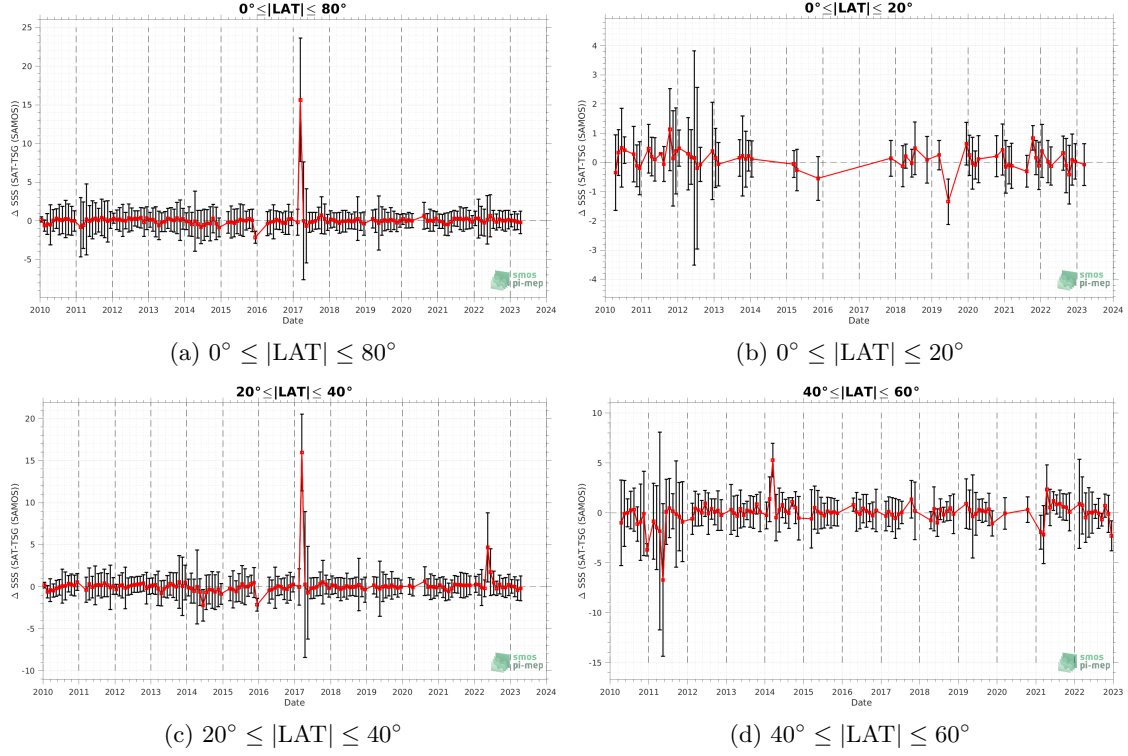 0°≤|LAT|≤ 80°
Δ SSS (SAT-TSG (SAMOS))
25
20
15
10
5
0
-5
2010 2011 2012 2013 2014 2015 2016 2017 2018 2019 2020 2021 2022 2023 2024
Date
smos
pi-mep
(a) 0° ≤ |LAT| ≤ 80°
0°≤|LAT|≤ 20°
Δ SSS (SAT-TSG (SAMOS))
4
3
2
1
0
-1
-2
-3
-4
2010 2011 2012 2013 2014 2015 2016 2017 2018 2019 2020 2021 2022 2023 2024
Date
smos
pi-mep
(b) 0° ≤ |LAT| ≤ 20°
20°≤|LAT|≤ 40°
Δ SSS (SAT-TSG (SAMOS))
20
15
10
5
0
-5
-10
2010 2011 2012 2013 2014 2015 2016 2017 2018 2019 2020 2021 2022 2023 2024
Date
smos
pi-mep
(c) 20° ≤ |LAT| ≤ 40°
40°≤|LAT|≤ 60°
Δ SSS (SAT-TSG (SAMOS))
10
5
0
-5
-10
-15
2010 2011 2012 2013 2014 2015 2016 2017 2018 2019 2020 2021 2022 2023
Date
smos
pi-mep
(d) 40° ≤ |LAT| ≤ 60°